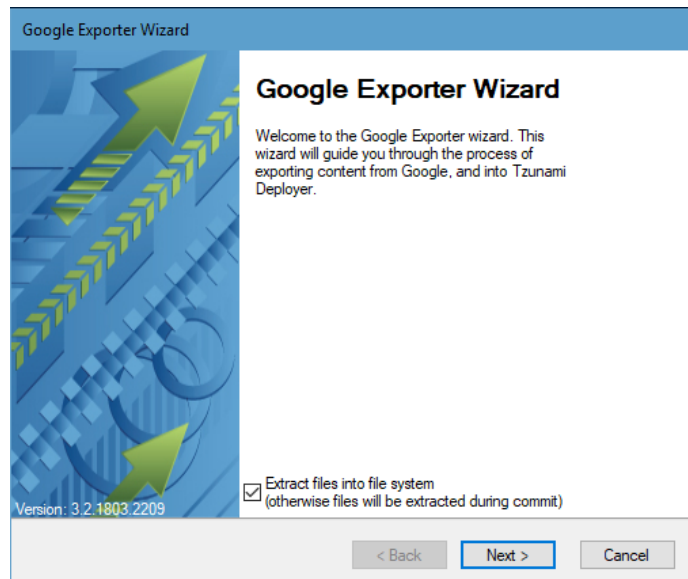 Google Exporter Wizard
Google Exporter Wizard
Welcome to the Google Exporter wizard. This
wizard will guide you through the process of
exporting content from Google, and into Tzunami
Deployer.
Extract files into file system
(otherwise files will be extracted during commit)
Version: 3.2.1803.2209
< Back
Next >
Cancel